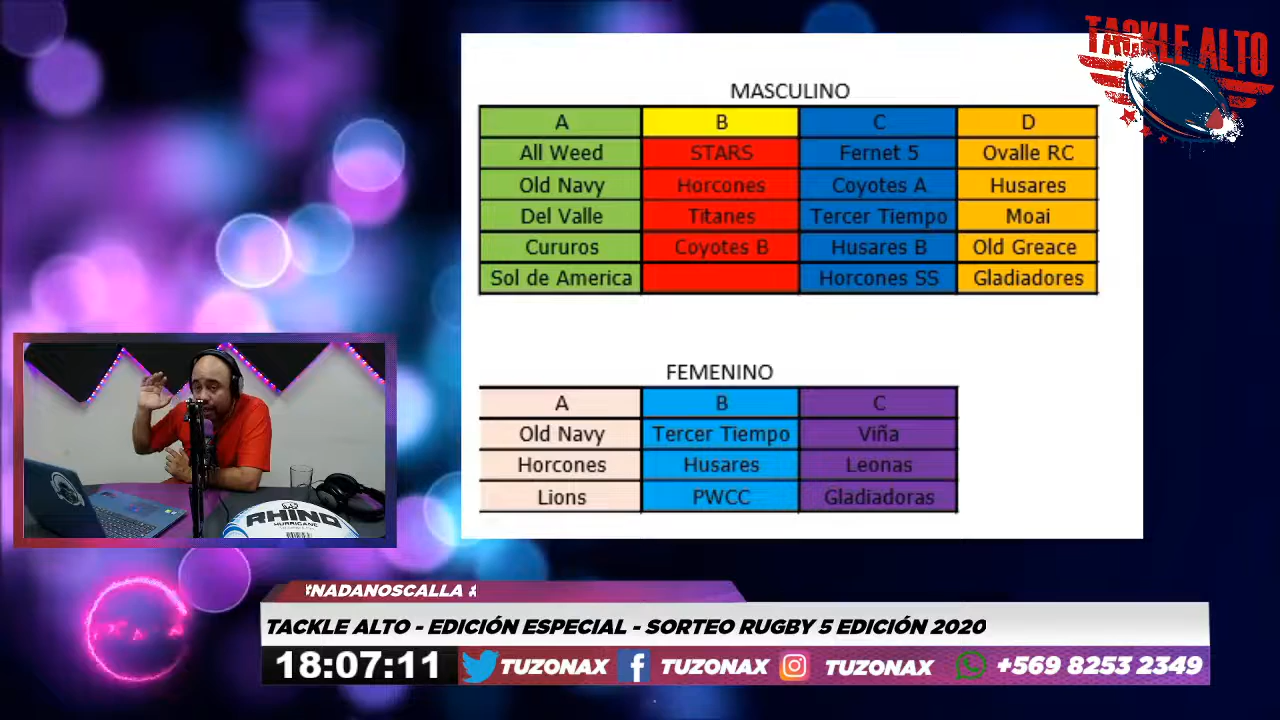 TACKLE ALTO
MASCULINO
A B C D
All Weed STARS Fernet 5 Ovalle RC
Old Navy Horcones Coyotes A Husares
Del Valle Titanes Tercer Tiempo Moai
Cururos Coyotes B Husares B Old Greace
Sol de America Horcones SS Gladiadores
FEMENINO
A B C
Old Navy Tercer Tiempo Viña
Horcones Husares Leonas
Lions PWCC Gladiadoras
RHINO
HURRICANE
#NADANOSCALLA #
TACKLE ALTO - EDICIÓN ESPECIAL - SORTEO RUGBY 5 EDICIÓN 2020
18:07:11 TUZONAX TUZONAX TUZONAX +569 8253 2349